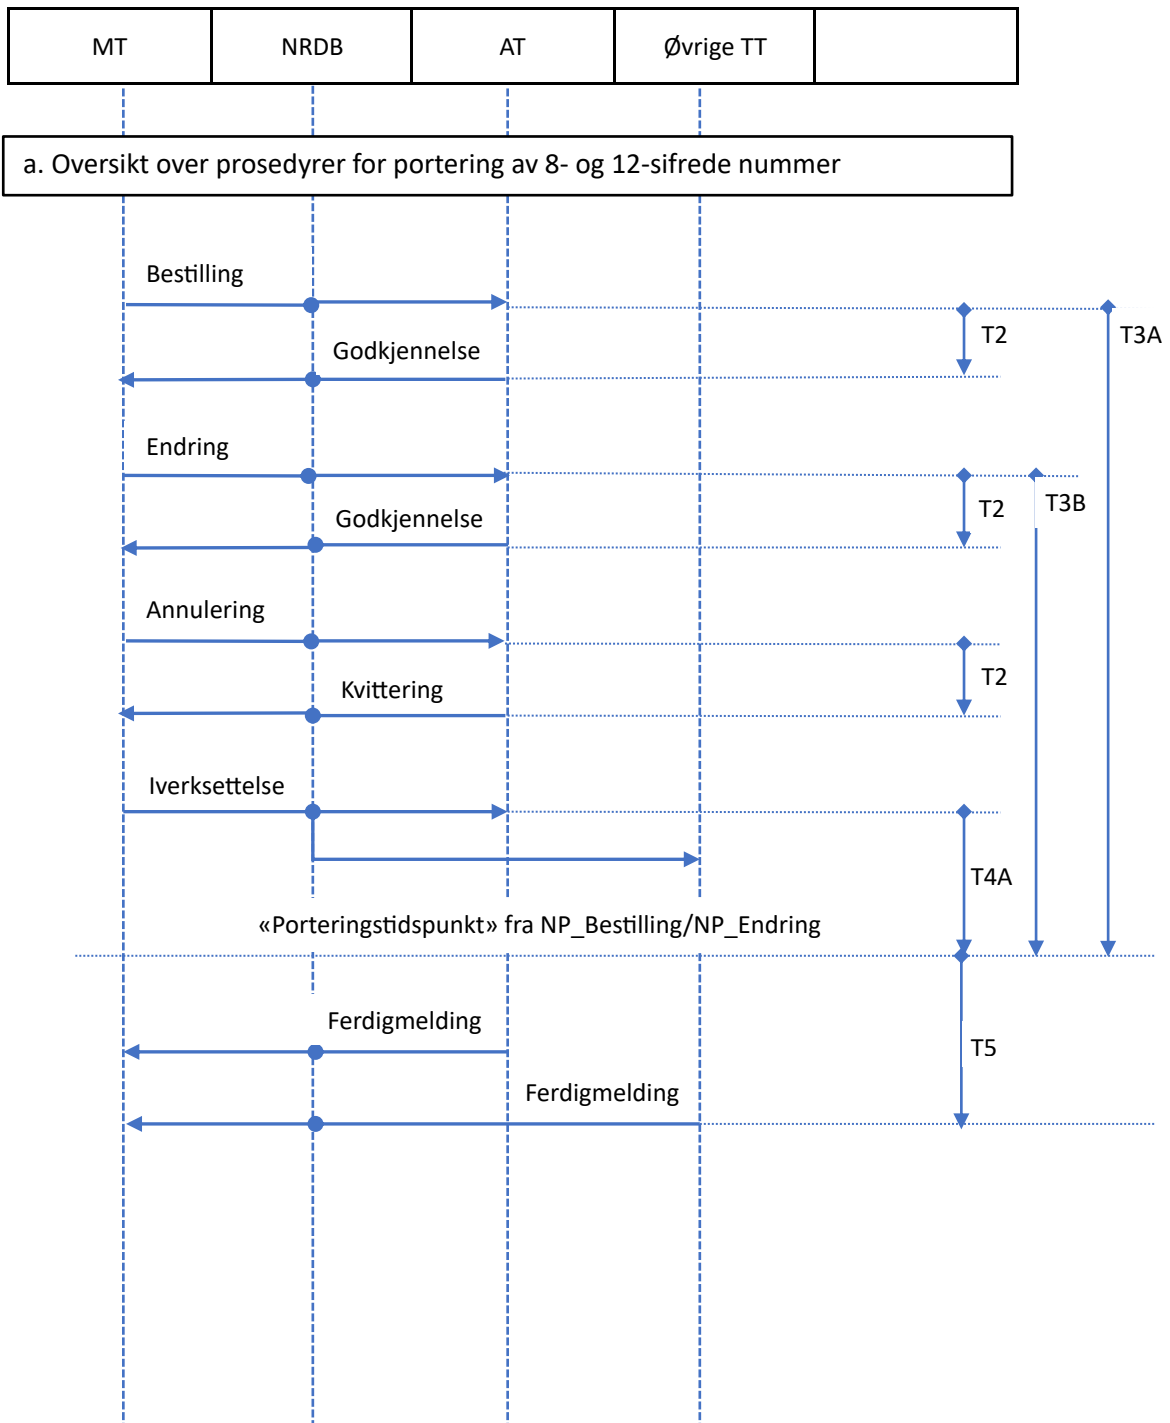 MT NRDB AT Øvrige TT
a. Oversikt over prosedyrer for portering av 8- og 12-sifrede nummer
Bestilling
T2
T3A
Godkjennelse
Endring
T2
T3B
Godkjennelse
Annulering
T2
Kvittering
Iverksettelse
T4A
«Porteringstidspunkt» fra NP_Bestilling/NP_Endring
Ferdigmelding
T5
Ferdigmelding